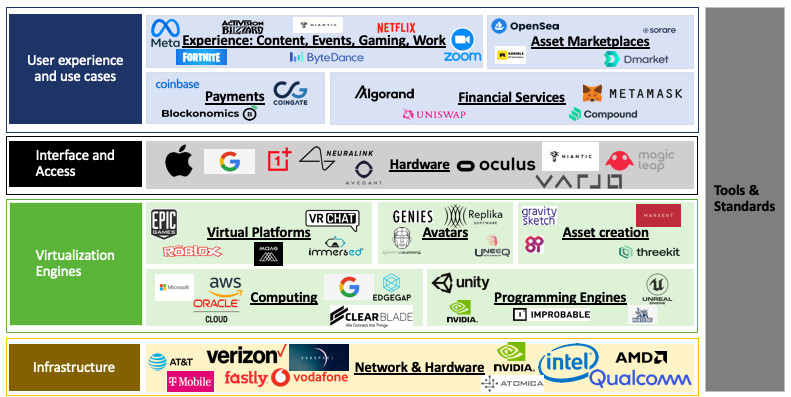 User experience
and use cases
Meta
ACTIVISION
BLIZZARD
NIANTIC
NETFLIX
Experience: Content, Events, Gaming, Work
FORTNITE
ByteDance
zoom
OpenSea
sorare
Asset Marketplaces
RARIBLE
Dmarket
coinbase
Payments
COINGATE
Blockonomics
Algorand
Financial Services
METAMASK
UNISWAP
Compound
Interface and
Access
NEURALINK
AVEGANT
Hardware
oculus
NIANTIC
magic
leap
VARJO
Tools &
Standards
Virtualization
Engines
EPIC
GAMES
Virtual Platforms
VRCHAT
ROBLOX
immersed
GENIES
Replika
SOFTWARE
Avatars
UNEEQ
gravity
sketch
MARXENT
Asset creation
threekit
Microsoft
aws
ORACLE
CLOUD
Computing
EDGEGAP
CLEARBLADE
We Connect the Things.
unity
Programming Engines
UNREAL
ENGINE
NVIDIA.
IMPROBABLE
Infrastructure
AT&T
verizon
T Mobile
fastly
vodafone
Network & Hardware
NVIDIA.
ATOMICA
intel
AMD
Qualcomm